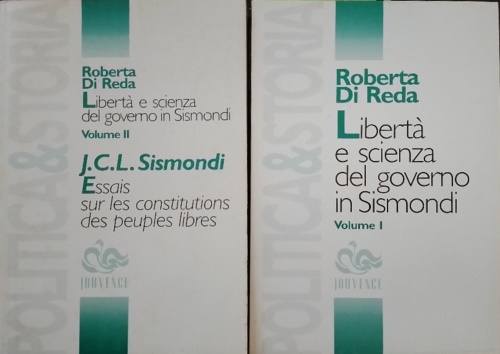 POLITICA&STORIA
Roberta
Di Reda
Libertà e scienza
del governo in Sismondi
Volume II
J.C.L. Sismondi
Essais
sur les constitutions
des peuples libres
JOUVENCE
POLITICA&STORIA
Roberta
Di Reda
Libertà
e scienza
del governo
in Sismondi
Volume I
JOUVENCE